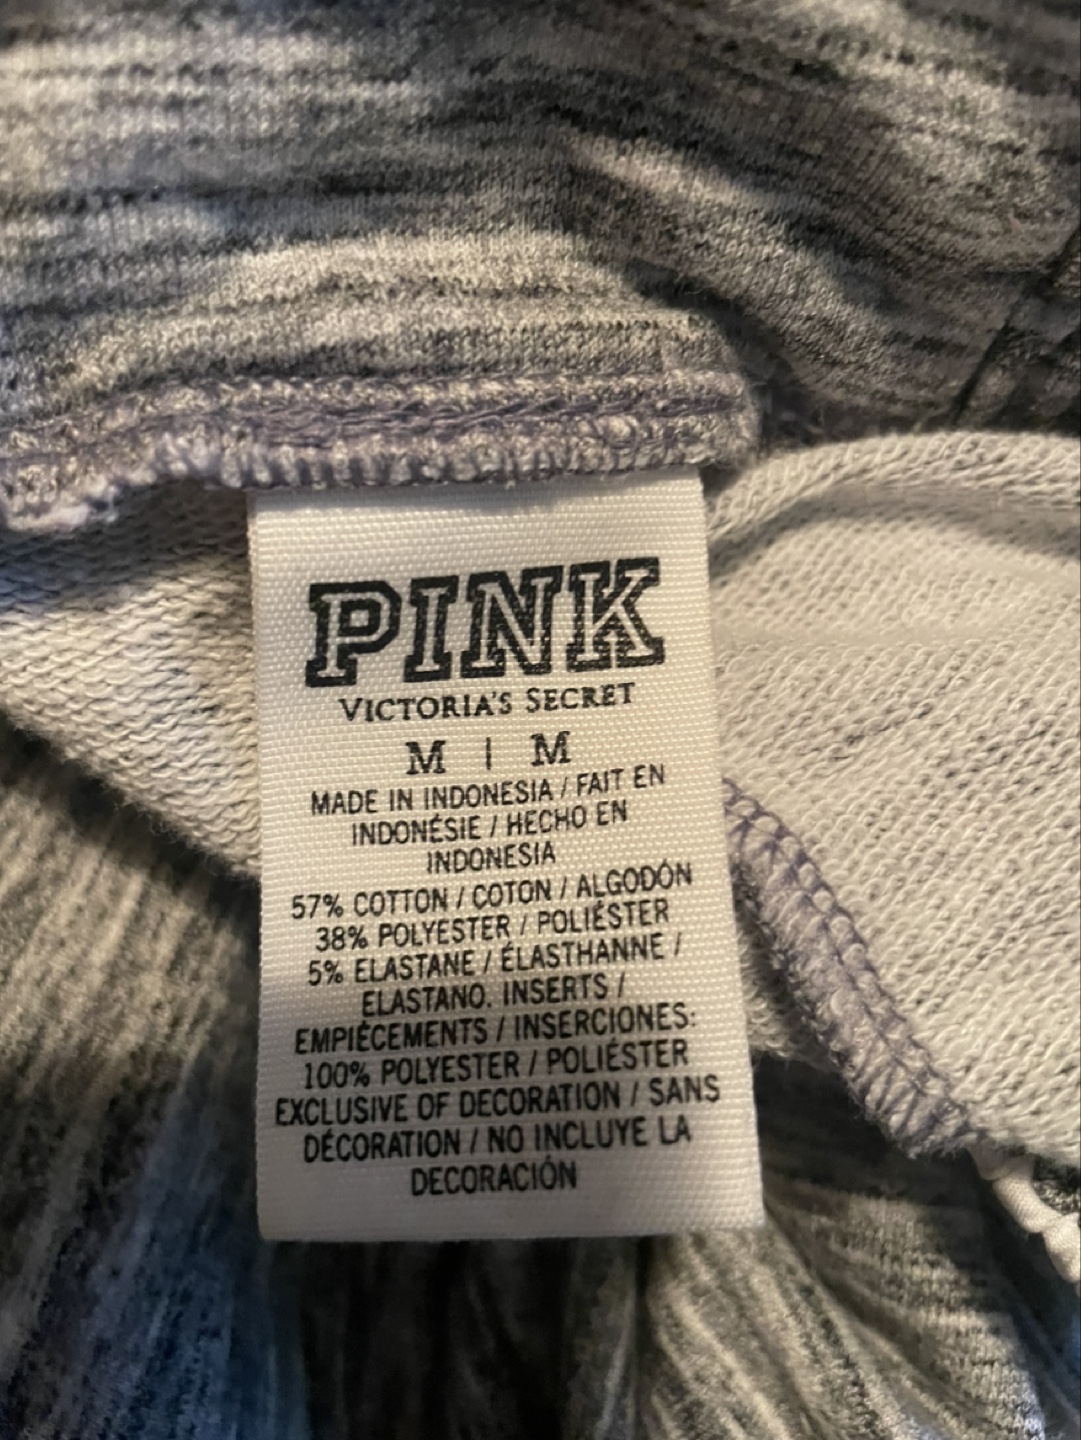 PINK
VICTORIA'S SECRET
M | M
MADE IN INDONESIA / FAIT EN
INDONÉSIE / HECHO EN
INDONESIA
57% COTTON / COTON / ALGODÓN
38% POLYESTER / POLIÉSTER
5% ELASTANE / ÉLASTHANNE /
ELASTANO. INSERTS /
EMPIÈCEMENTS / INSERCIONES:
100% POLYESTER / POLIÉSTER
EXCLUSIVE OF DECORATION / SANS
DÉCORATION / NO INCLUYE LA
DECORACIÓN